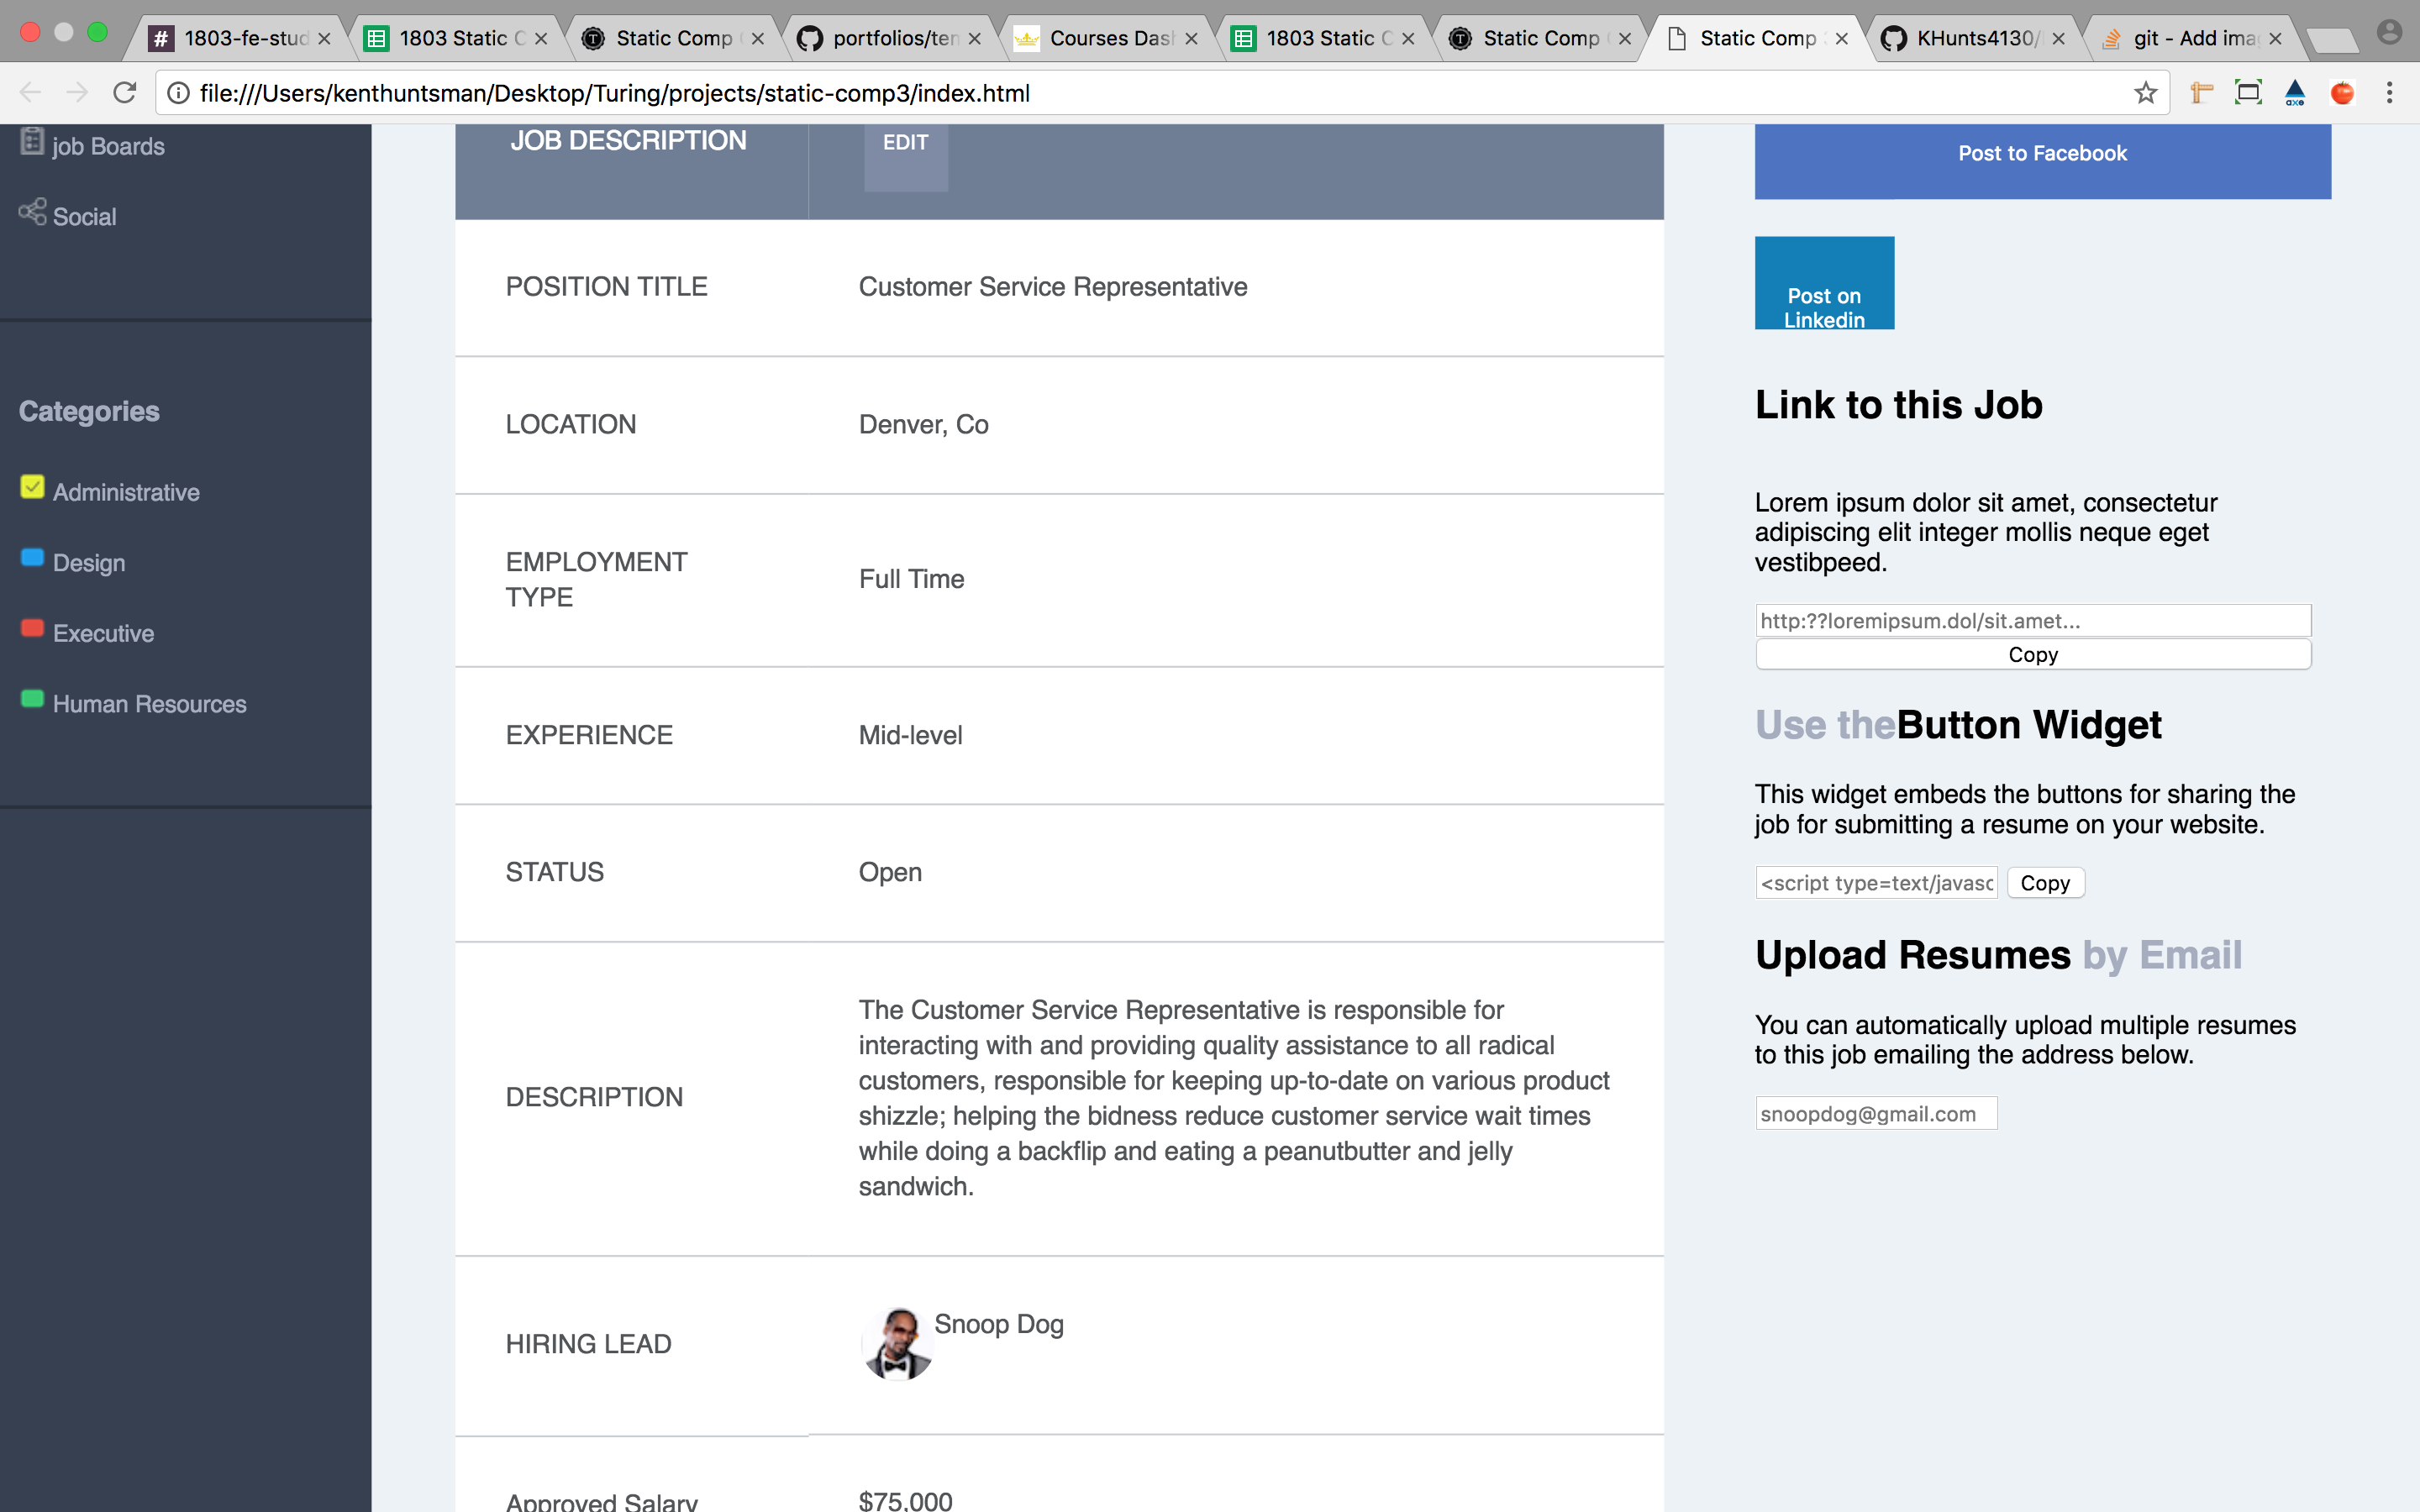 1803-fe-stud
1803 Static C
Static Comp
portfolios/ten
Courses Dash
1803 Static C
Static Comp
Static Comp
KHunts4130/
git - Add ima
file:///Users/kenthuntsman/Desktop/Turing/projects/static-comp3/index.html
axe
job Boards
Social
Categories
Administrative
Design
Executive
Human Resources
JOB DESCRIPTION
EDIT
POSITION TITLE
Customer Service Representative
LOCATION
Denver, Co
EMPLOYMENT
TYPE
Full Time
EXPERIENCE
Mid-level
STATUS
Open
DESCRIPTION
The Customer Service Representative is responsible for
interacting with and providing quality assistance to all radical
customers, responsible for keeping up-to-date on various product
shizzle; helping the bidness reduce customer service wait times
while doing a backflip and eating a peanutbutter and jelly
sandwich.
HIRING LEAD
Snoop Dog
Approved Salary
$75,000
Post to Facebook
Post on
Linkedin
Link to this Job
Lorem ipsum dolor sit amet, consectetur
adipiscing elit integer mollis neque eget
vestibpeed.
http:??loremipsum.dol/sit.amet...
Copy
Use theButton Widget
This widget embeds the buttons for sharing the
job for submitting a resume on your website.
<script type=text/javasc
Copy
Upload Resumes by Email
You can automatically upload multiple resumes
to this job emailing the address below.
snoopdog@gmail.com